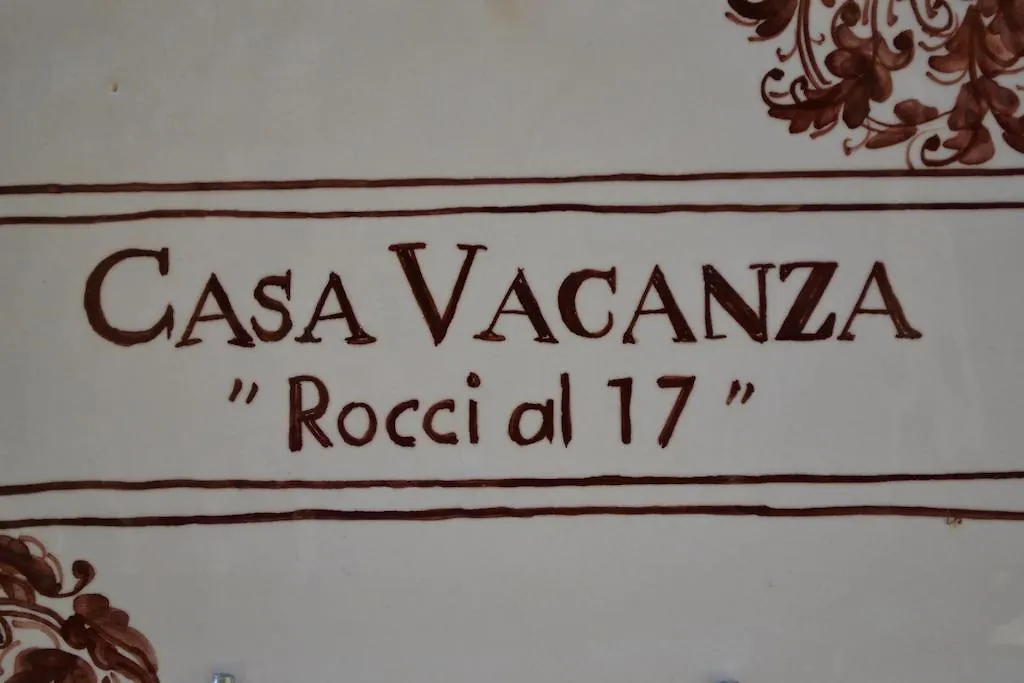 CASA VACANZA
"Rocci al 17"